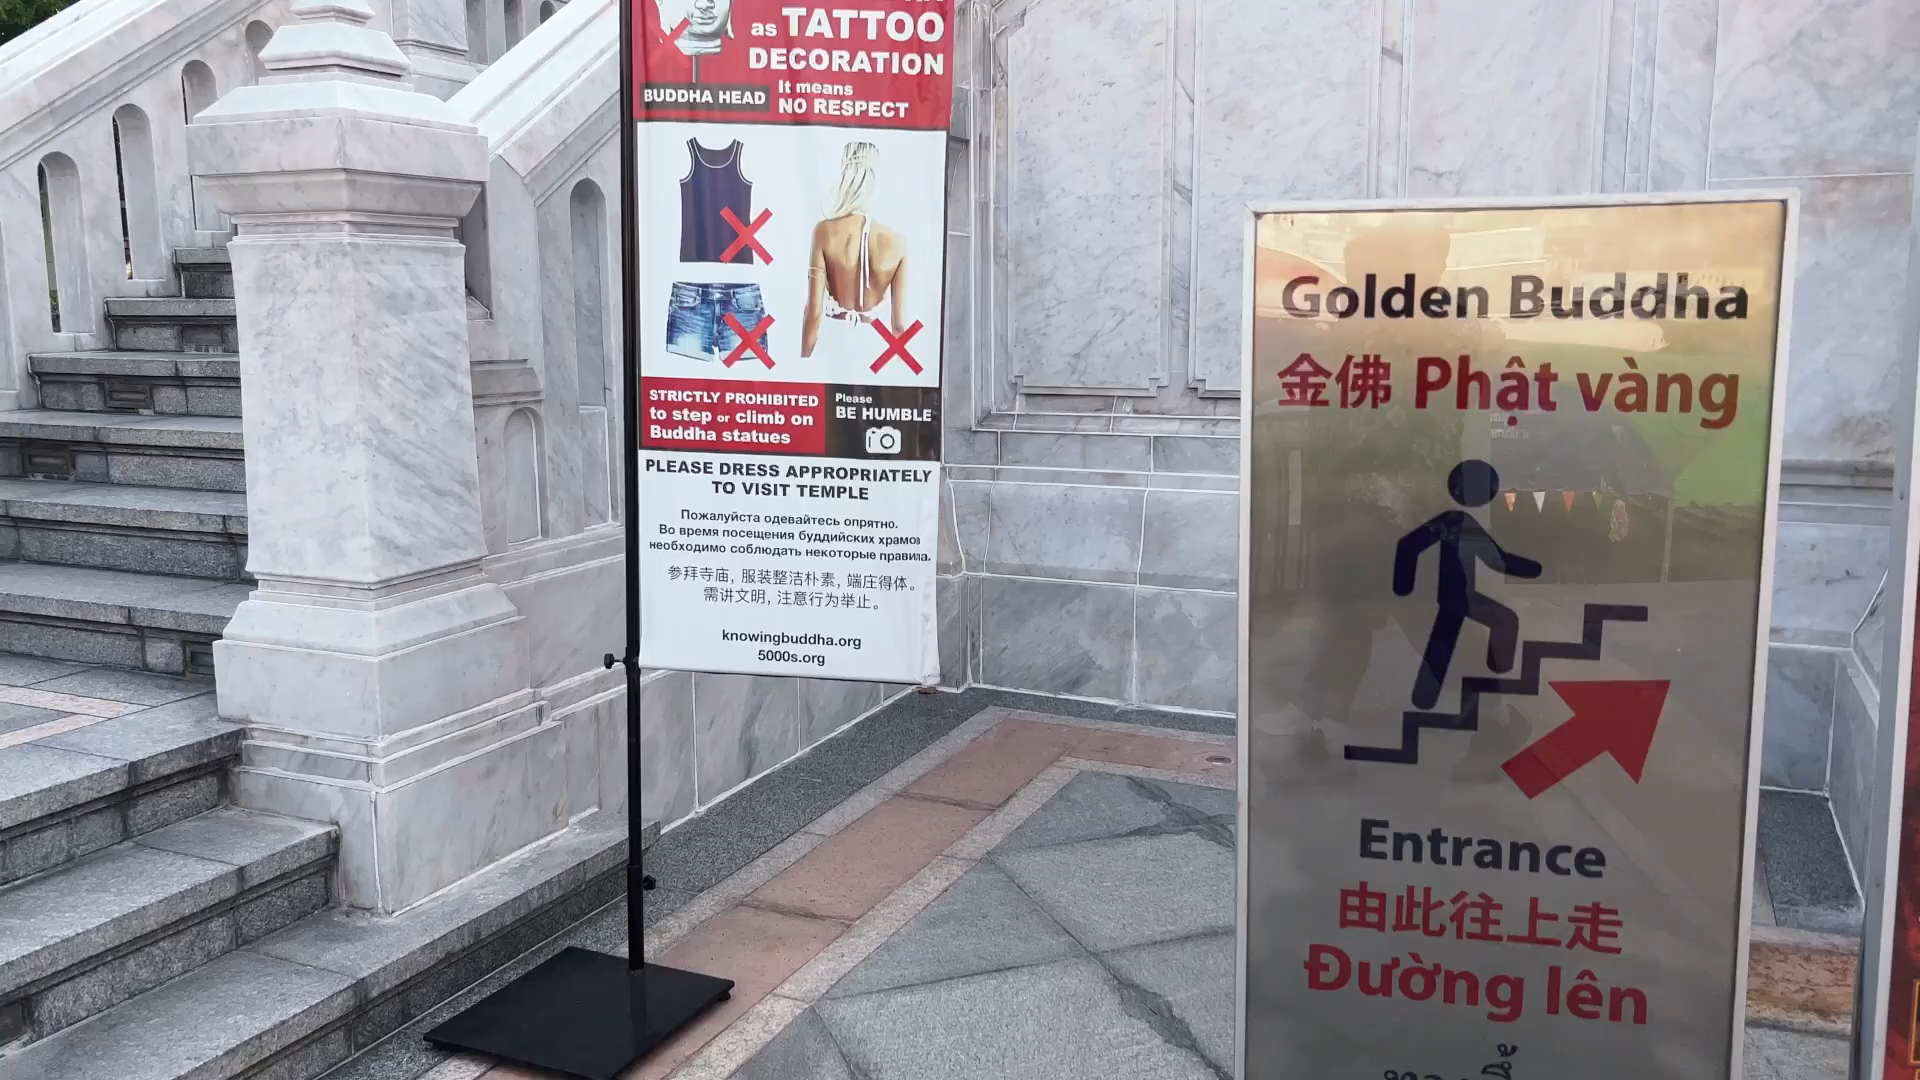 as TATTOO
DECORATION
BUDDHA HEAD
It means
NO RESPECT
STRICTLY PROHIBITED
to step or climb on
Buddha statues
Please
BE HUMBLE
PLEASE DRESS APPROPRIATELY
TO VISIT TEMPLE
Пожалуйста одевайтесь опрятно.
Во время посещения буддийских храмов
необходимо соблюдать некоторые правила.
参拜寺庙, 服装整洁朴素, 端庄得体。
需讲文明, 注意行为举止。
knowingbuddha.org
5000s.org
Golden Buddha
金佛 Phật vàng
Entrance
由此往上走
Đường lên